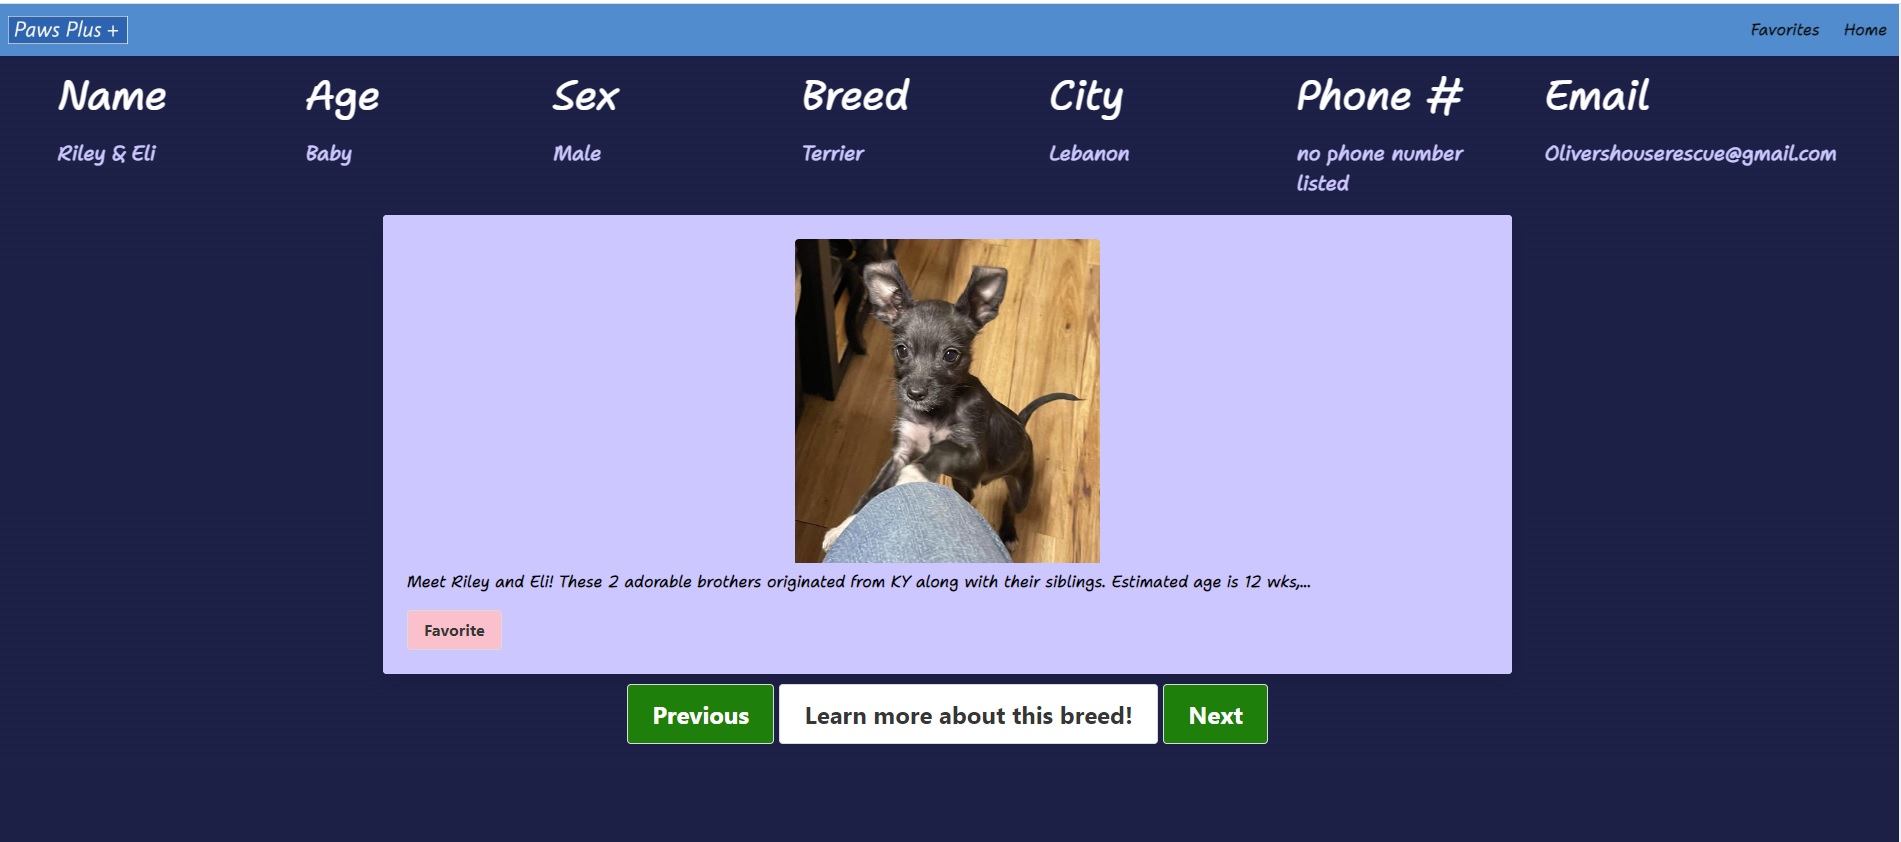 Paws Plus +
Favorites Home
Name Age Sex Breed City Phone # Email
Riley & Eli Baby Male Terrier Lebanon no phone number Olivershouserescue@gmail.com
listed
Meet Riley and Eli! These 2 adorable brothers originated from KY along with their siblings. Estimated age is 12 wks,...
Favorite
Previous Learn more about this breed! Next